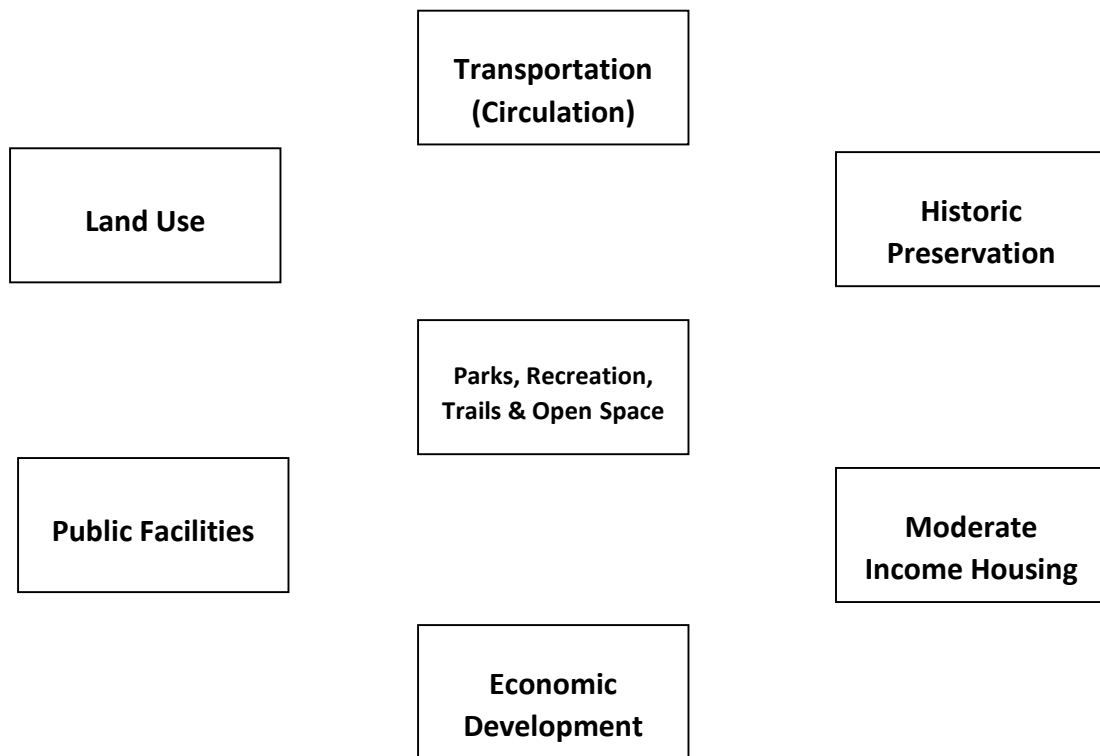 Transportation
(Circulation)
Land Use
Historic
Preservation
Parks, Recreation,
Trails & Open Space
Public Facilities
Moderate
Income Housing
Economic
Development